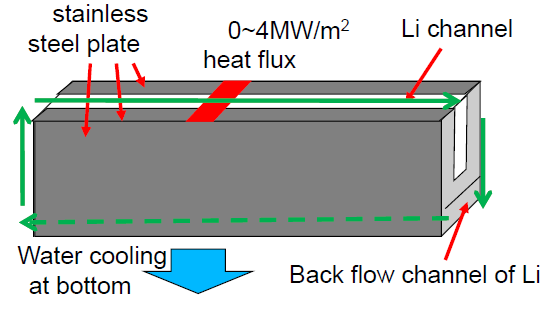 stainless
steel plate
0~4MW/m²
heat flux
Li channel
Water cooling
at bottom
Back flow channel of Li